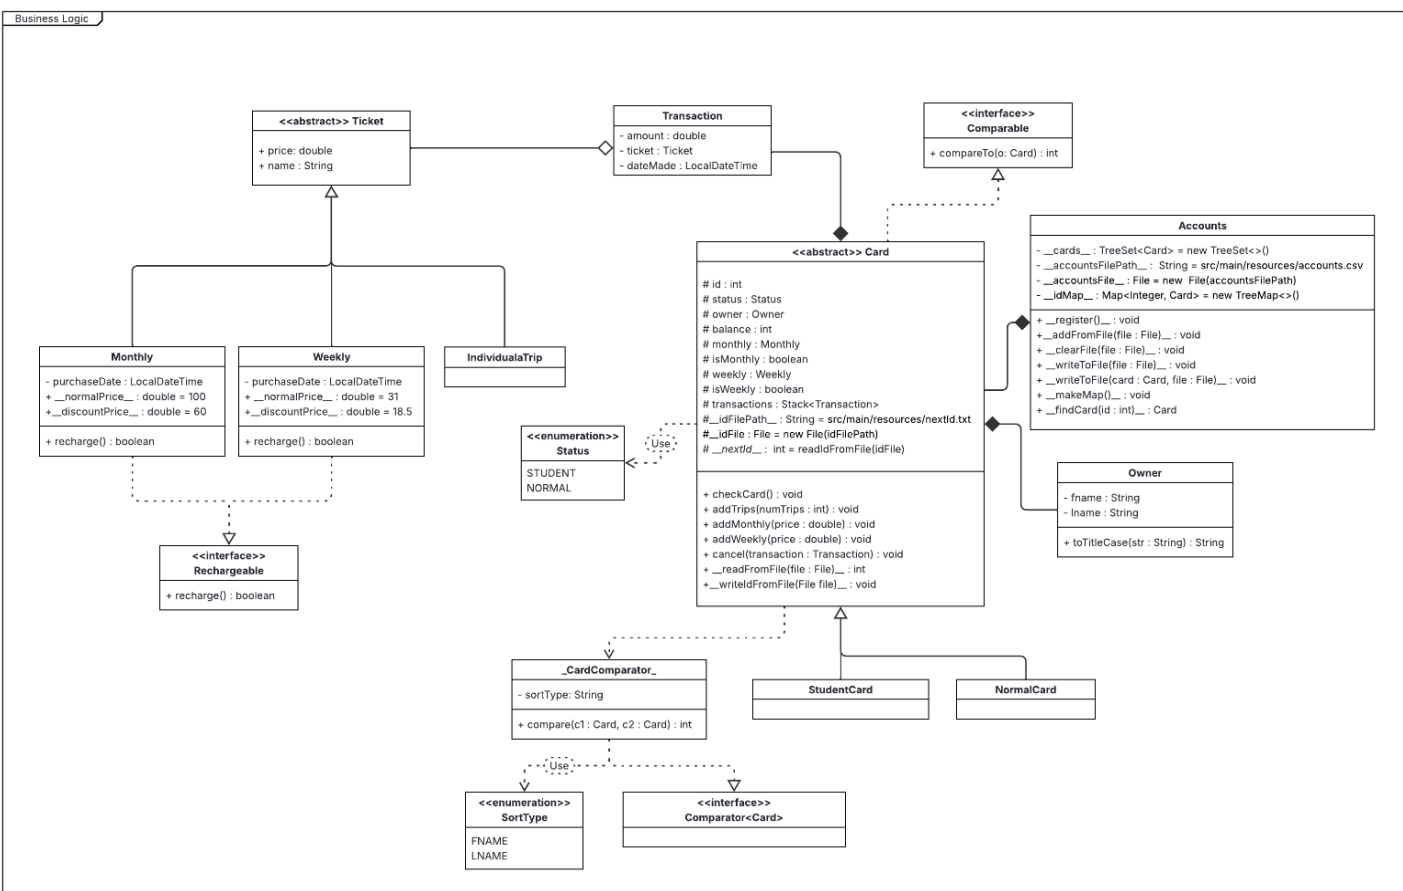 Business Logic
<<abstract>> Ticket
+ price: double
+ name : String
Transaction
- amount : double
- ticket : Ticket
- dateMade : LocalDateTime
<<interface>>
Comparable
+ compareTo(o: Card) : int
Accounts
- __cards__ : TreeSet<Card> = new TreeSet<>()
- __accountsFilePath__ : String = src/main/resources/accounts.csv
- __accountsFile__ : File = new File(accountsFilePath)
- __idMap__ : Map<Integer, Card> = new TreeMap<>()
+ __register()__ : void
+__addFromFile(file : File)__ : void
+ __clearFile(file : File)__ : void
+ __writeToFile(file : File)__ : void
+ __writeToFile(card : Card, file : File)__ : void
+ __makeMap()__ : void
+ __findCard(id : int)__ : Card
<<abstract>> Card
# id : int
# status : Status
# owner : Owner
# balance : int
# monthly : Monthly
# isMonthly : boolean
# weekly : Weekly
# isWeekly : boolean
# transactions : Stack<Transaction>
#__idFilePath__ : String = src/main/resources/nextId.txt
#__idFile : File = new File(idFilePath)
# __nextId__ : int = readIdFromFile(idFile)
+ checkCard() : void
+ addTrips(numTrips : int) : void
+ addMonthly(price : double) : void
+ addWeekly(price : double) : void
+ cancel(transaction : Transaction) : void
+ __readFromFile(file : File)__ : int
+__writeIdFromFile(File file)__ : void
Monthly
- purchaseDate : LocalDateTime
+ __normalPrice__ : double = 100
+__discountPrice__ : double = 60
+ recharge() : boolean
Weekly
- purchaseDate : LocalDateTime
+ __normalPrice__ : double = 31
+__discountPrice__ : double = 18.5
+ recharge() : boolean
IndividualaTrip
<<enumeration>>
Status
STUDENT
NORMAL
Use
Owner
- fname : String
- lname : String
+ toTitleCase(str : String) : String
<<interface>>
Rechargeable
+ recharge() : boolean
_CardComparator_
- sortType: String
+ compare(c1 : Card, c2 : Card) : int
StudentCard
NormalCard
Use
<<enumeration>>
SortType
FNAME
LNAME
<<interface>>
Comparator<Card>